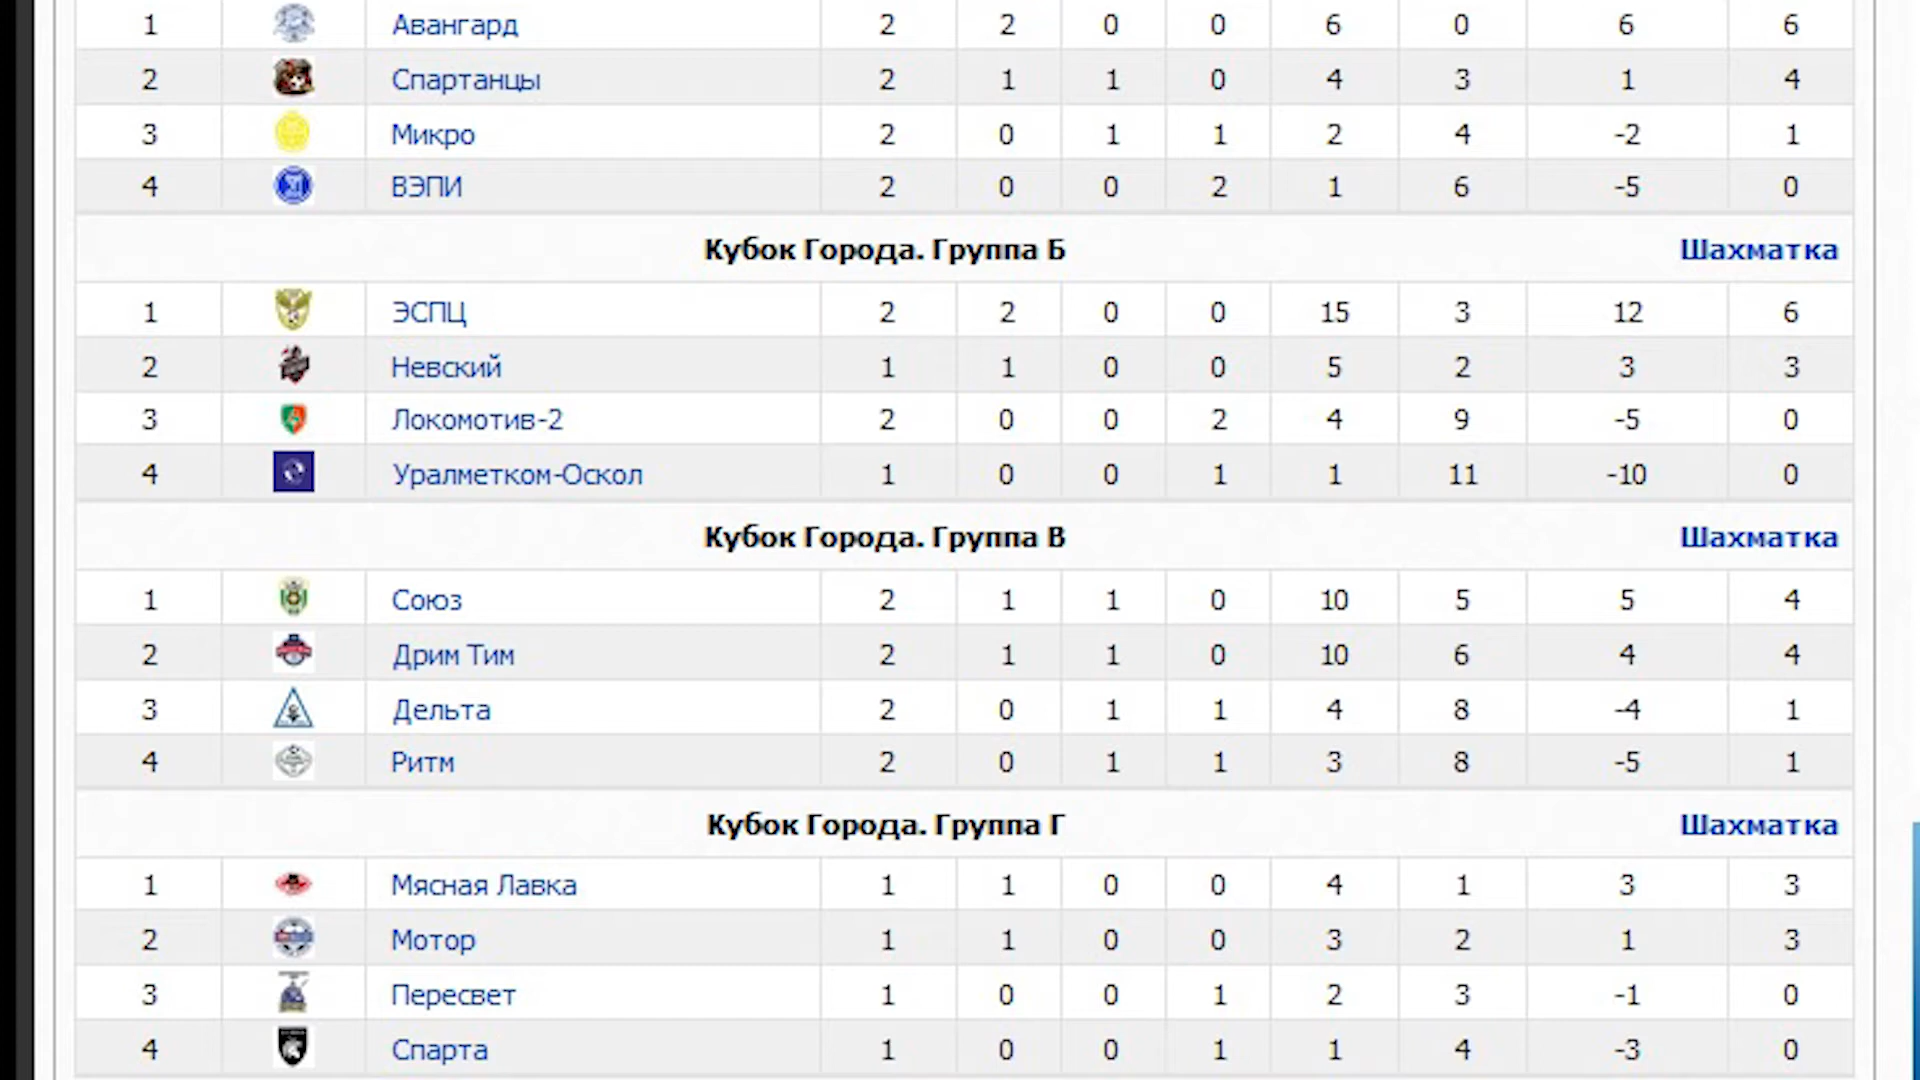 1 Авангард 2 2 0 0 6 0 6 6
2 Спартанцы 2 1 1 0 4 3 1 4
3 Микро 2 0 1 1 2 4 -2 1
4 ВЭПИ 2 0 0 2 1 6 -5 0
Кубок Города. Группа Б Шахматка
1 ЭСПЦ 2 2 0 0 15 3 12 6
2 Невский 1 1 0 0 5 2 3 3
3 Локомотив-2 2 0 0 2 4 9 -5 0
4 Уралметком-Оскол 1 0 0 1 1 11 -10 0
Кубок Города. Группа В Шахматка
1 Союз 2 1 1 0 10 5 5 4
2 Дрим Тим 2 1 1 0 10 6 4 4
3 Дельта 2 0 1 1 4 8 -4 1
4 Ритм 2 0 1 1 3 8 -5 1
Кубок Города. Группа Г Шахматка
1 Мясная Лавка 1 1 0 0 4 1 3 3
2 Мотор 1 1 0 0 3 2 1 3
3 Пересвет 1 0 0 1 2 3 -1 0
4 Спарта 1 0 0 1 1 4 -3 0